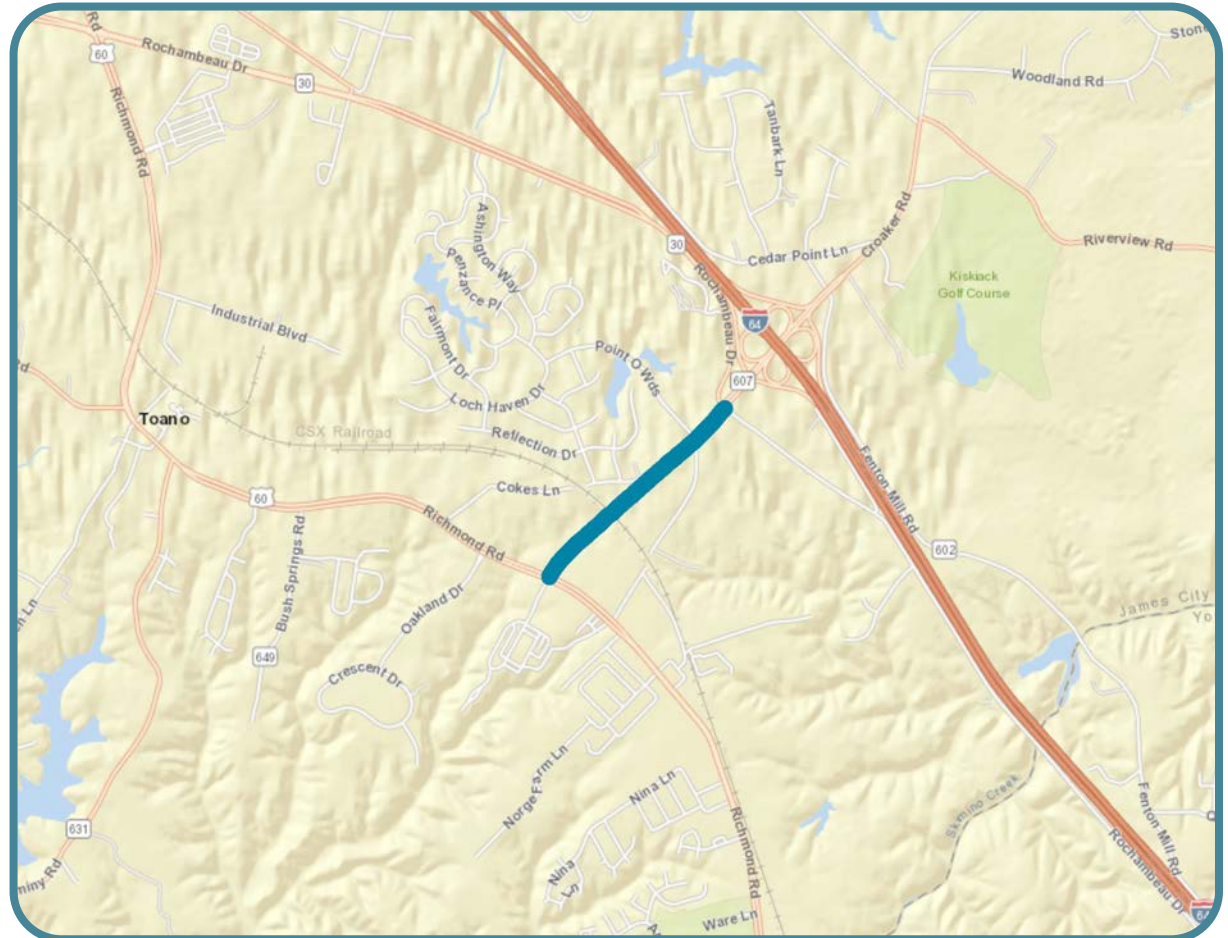 Rd
60
Rochambeau Dr
30
Richmond Rd
Woodland Rd
Tanbark Ln
Croaker Rd
Riverview Rd
Ashington Way
Penzance Pl
30
Cedar Point Ln
Rochambeau Dr
Kiskiack
Golf Course
64
Industrial Blvd
Fairmont Dr
Point O Wds
607
Loch Haven Dr
Toano
CSX Railroad
Reflection Dr
Fenton Mill Rd
Cokes Ln
60
Richmond Rd
Bush Springs Rd
602
Oakland Dr
James City
649
Crescent Dr
Norge Farm Ln
Nina Ln
Skimino Creek
Fenton Mill Rd
631
Richmond Rd
Rochambeau Dr
Nina
Ln
64
Ware Ln